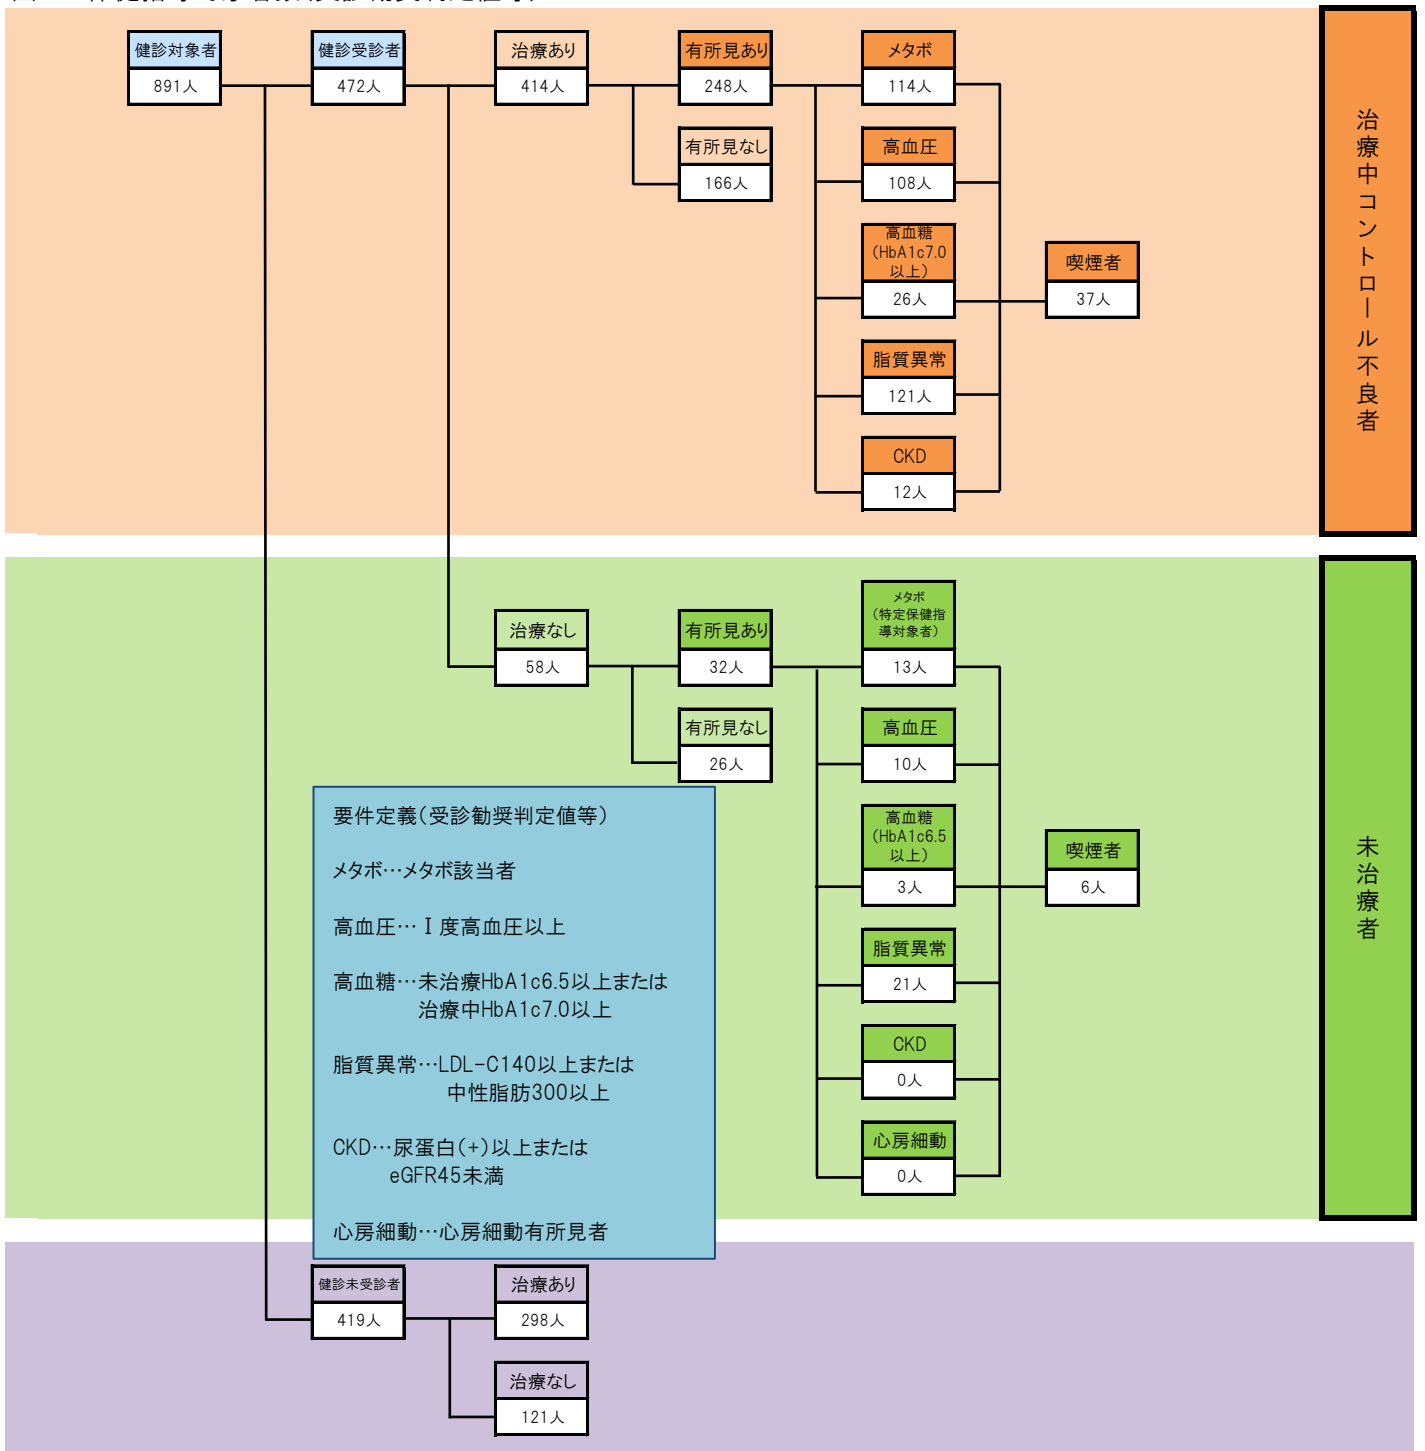 健診対象者
891人
健診受診者
472人
治療あり
414人
有所見あり
248人
有所見なし
166人
メタボ
114人
高血圧
108人
高血糖
(HbA1c7.0
以上)
26人
脂質異常
121人
CKD
12人
喫煙者
37人
治療中コントロール不良者
治療なし
58人
有所見あり
32人
有所見なし
26人
メタボ
(特定保健指
導対象者)
13人
高血圧
10人
高血糖
(HbA1c6.5
以上)
3人
脂質異常
21人
CKD
0人
心房細動
0人
喫煙者
6人
未治療者
要件定義(受診勧奨判定値等)
メタボ…メタボ該当者
高血圧…Ⅰ度高血圧以上
高血糖…未治療HbA1c6.5以上または
治療中HbA1c7.0以上
脂質異常…LDL-C140以上または
中性脂肪300以上
CKD…尿蛋白(+)以上または
eGFR45未満
心房細動…心房細動有所見者
健診未受診者
419人
治療あり
298人
治療なし
121人